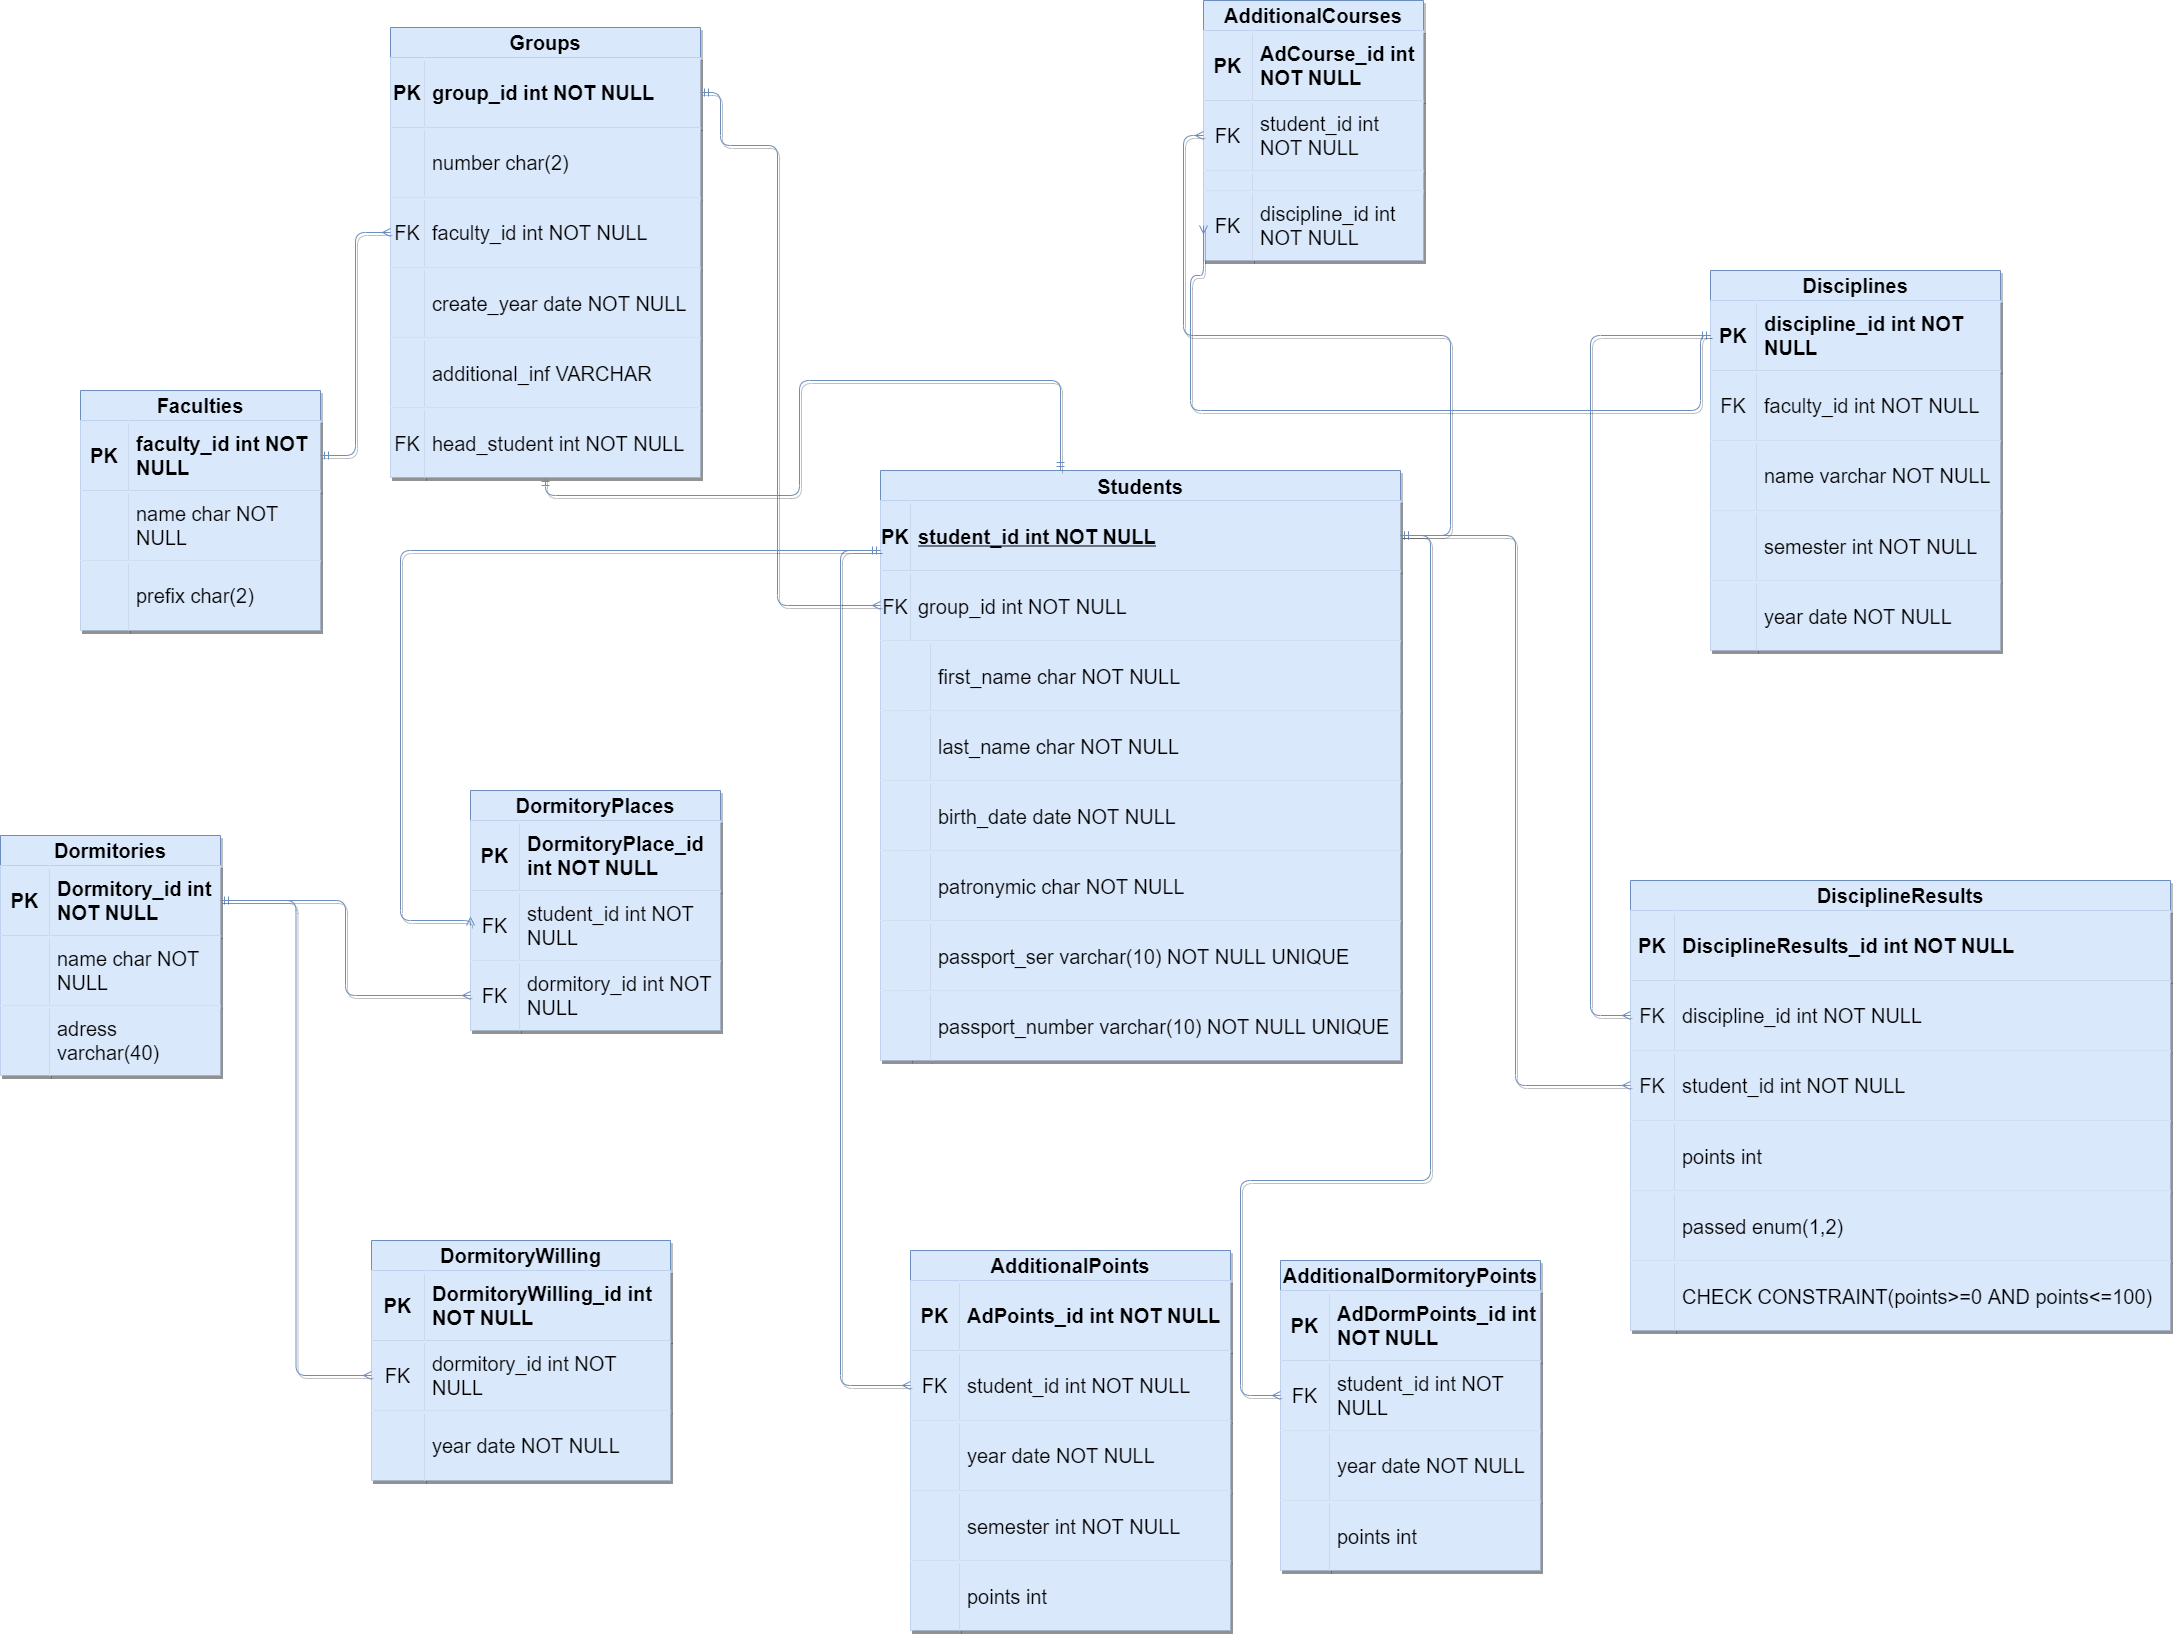 AdditionalCourses
PK
AdCourse_id int
NOT NULL
FK
student_id int
NOT NULL
FK
discipline_id int
NOT NULL
Groups
PK
group_id int NOT NULL
number char(2)
FK
faculty_id int NOT NULL
create_year date NOT NULL
additional_inf VARCHAR
FK
head_student int NOT NULL
Disciplines
PK
discipline_id int NOT
NULL
FK
faculty_id int NOT NULL
name varchar NOT NULL
semester int NOT NULL
year date NOT NULL
Faculties
PK
faculty_id int NOT
NULL
name char NOT
NULL
prefix char(2)
Students
PK
student_id int NOT NULL
FK
group_id int NOT NULL
first_name char NOT NULL
last_name char NOT NULL
birth_date date NOT NULL
patronymic char NOT NULL
passport_ser varchar(10) NOT NULL UNIQUE
passport_number varchar(10) NOT NULL UNIQUE
DormitoryPlaces
PK
DormitoryPlace_id
int NOT NULL
FK
student_id int NOT
NULL
FK
dormitory_id int NOT
NULL
Dormitories
PK
Dormitory_id int
NOT NULL
name char NOT
NULL
adress
varchar(40)
DisciplineResults
PK
DisciplineResults_id int NOT NULL
FK
discipline_id int NOT NULL
FK
student_id int NOT NULL
points int
passed enum(1,2)
CHECK CONSTRAINT(points>=0 AND points<=100)
DormitoryWilling
PK
DormitoryWilling_id int
NOT NULL
FK
dormitory_id int NOT
NULL
year date NOT NULL
AdditionalPoints
PK
AdPoints_id int NOT NULL
FK
student_id int NOT NULL
year date NOT NULL
semester int NOT NULL
points int
AdditionalDormitoryPoints
PK
AdDormPoints_id int
NOT NULL
FK
student_id int NOT
NULL
year date NOT NULL
points int